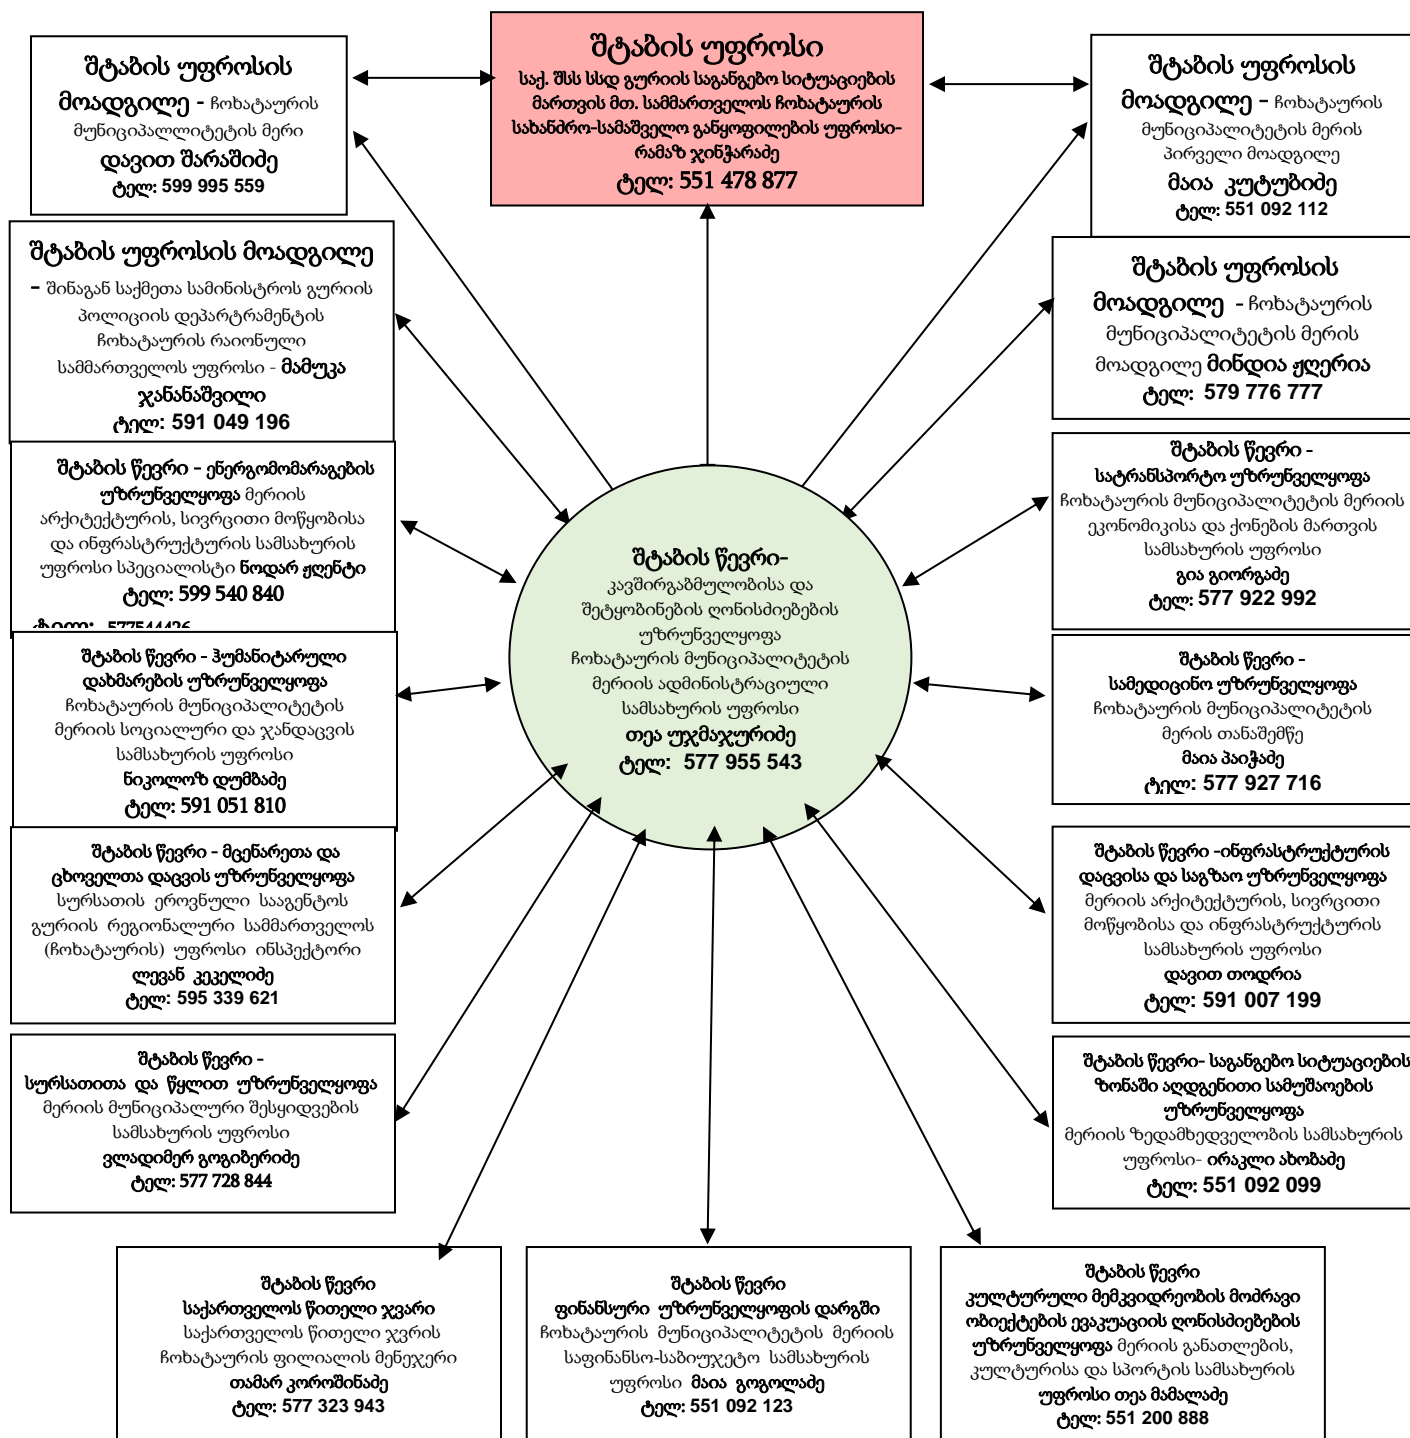 შტაბის უფროსის
მოადგილე - ჩოხატაურის
მუნიციპალლიტეტის მერი
დავით შარაშიძე
ტელ: 599 995 559
შტაბის უფროსი
საქ. შსს სსდ გურიის საგანგებო სიტუაციების
მართვის მთ. სამმართველოს ჩოხატაურის
სახანძრო-სამაშველო განყოფილების უფროსი-
რამაზ ჯინჭარაძე
ტელ: 551 478 877
შტაბის უფროსის
მოადგილე - ჩოხატაურის
მუნიციპალიტეტის მერის
პირველი მოადგილე
მაია კუტუბიძე
ტელ: 551 092 112
შტაბის უფროსის მოადგილე
- შინაგან საქმეთა სამინისტროს გურიის
პოლიციის დეპარტრამენტის
ჩოხატაურის რაიონული
სამმართველოს უფროსი - მამუკა
ჯანანაშვილი
ტელ: 591 049 196
შტაბის უფროსის
მოადგილე - ჩოხატაურის
მუნიციპალიტეტის მერის
მოადგილე მინდია ჟღერია
ტელ: 579 776 777
შტაბის წევრი - ენერგომომარაგების
უზრუნველყოფა მერიის
არქიტექტურის, სივრცითი მოწყობისა
და ინფრასტრუქტურის სამსახურის
უფროსი სპეციალისტი ნოდარ ჟღენტი
ტელ: 599 540 840
ტელ: 577544426
შტაბის წევრი -
სატრანსპორტო უზრუნველყოფა
ჩოხატაურის მუნიციპალიტეტის მერიის
ეკონომიკისა და ქონების მართვის
სამსახურის უფროსი
გია გიორგაძე
ტელ: 577 922 992
შტაბის წევრი-
კავშირგაბმულობისა და
შეტყობინების ღონისძიებების
უზრუნველყოფა
ჩოხატაურის მუნიციპალიტეტის
მერიის ადმინისტრაციული
სამსახურის უფროსი
თეა უჯმაჯურიძე
ტელ: 577 955 543
შტაბის წევრი - ჰუმანიტარული
დახმარების უზრუნველყოფა
ჩოხატაურის მუნიციპალიტეტის
მერიის სოციალური და ჯანდაცვის
სამსახურის უფროსი
ნიკოლოზ დუმბაძე
ტელ: 591 051 810
შტაბის წევრი -
სამედიცინო უზრუნველყოფა
ჩოხატაურის მუნიციპალიტეტის
მერის თანაშემწე
მაია პაიჭაძე
ტელ: 577 927 716
შტაბის წევრი - მცენარეთა და
ცხოველთა დაცვის უზრუნველყოფა
სურსათის ეროვნული სააგენტოს
გურიის რეგიონალური სამმართველოს
(ჩოხატაურის) უფროსი ინსპექტორი
ლევან კეკელიძე
ტელ: 595 339 621
შტაბის წევრი -ინფრასტრუქტურის
დაცვისა და საგზაო უზრუნველყოფა
მერიის არქიტექტურის, სივრცითი
მოწყობისა და ინფრასტრუქტურის
სამსახურის უფროსი
დავით თოდრია
ტელ: 591 007 199
შტაბის წევრი -
სურსათითა და წყლით უზრუნველყოფა
მერიის მუნიციპალური შესყიდვების
სამსახურის უფროსი
ვლადიმერ გოგიბერიძე
ტელ: 577 728 844
შტაბის წევრი- საგანგებო სიტუაციების
ზონაში აღდგენითი სამუშაოების
უზრუნველყოფა
მერიის ზედამხედველობის სამსახურის
უფროსი- ირაკლი ახობაძე
ტელ: 551 092 099
შტაბის წევრი
საქართველოს წითელი ჯვარი
საქართველოს წითელი ჯვრის
ჩოხატაურის ფილიალის მენეჯერი
თამარ კოროშინაძე
ტელ: 577 323 943
შტაბის წევრი
ფინანსური უზრუნველყოფის დარგში
ჩოხატაურის მუნიციპალიტეტის მერიის
საფინანსო-საბიუჯეტო სამსახურის
უფროსი მაია გოგოლაძე
ტელ: 551 092 123
შტაბის წევრი
კულტურული მემკვიდრეობის მოძრავი
ობიექტების ევაკუაციის ღონისძიებების
უზრუნველყოფა მერიის განათლების,
კულტურისა და სპორტის სამსახურის
უფროსი თეა მამალაძე
ტელ: 551 200 888